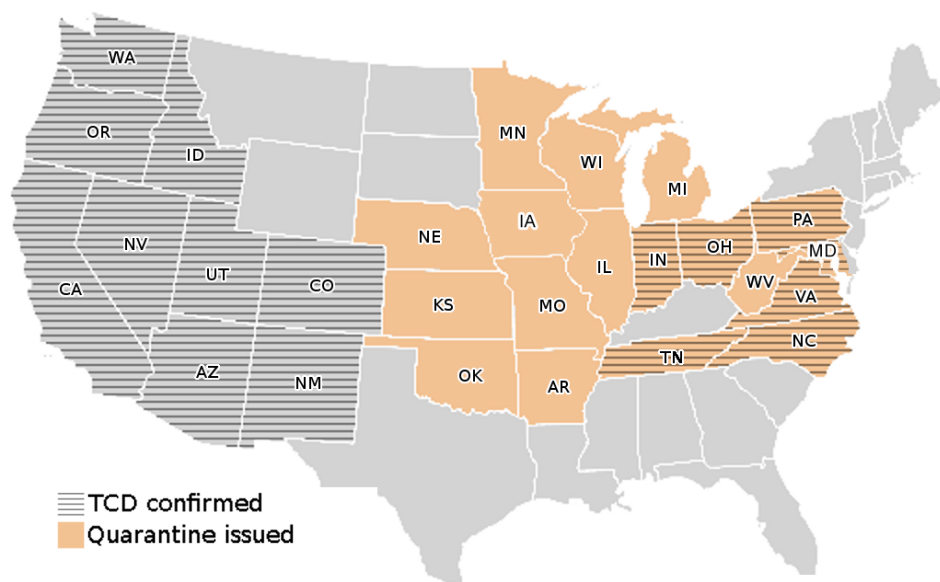 WA
OR
ID
MN
WI
MI
IA
NE
NV
UT
CO
CA
AZ
NM
KS
MO
IL
IN
OH
PA
MD
WV
VA
NC
TN
OK
AR
TCD confirmed
Quarantine issued